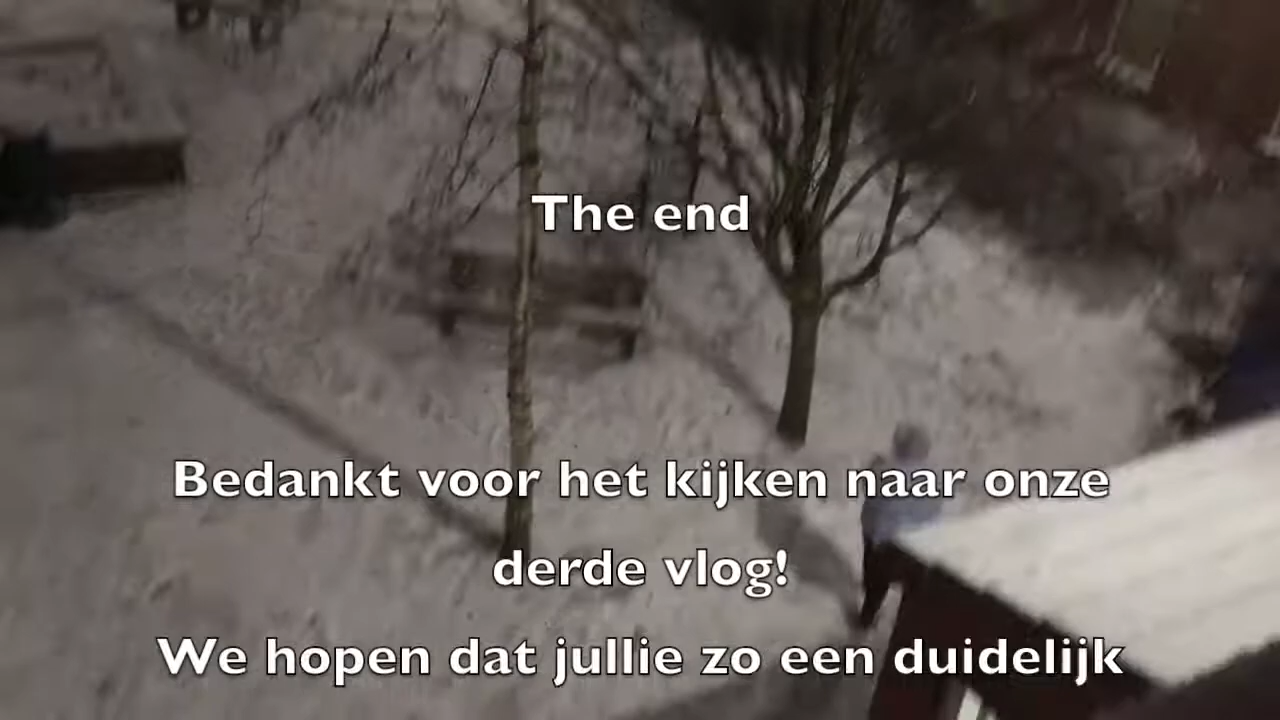 The end
Bedankt voor het kijken naar onze
derde vlog!
We hopen dat jullie zo een duidelijk